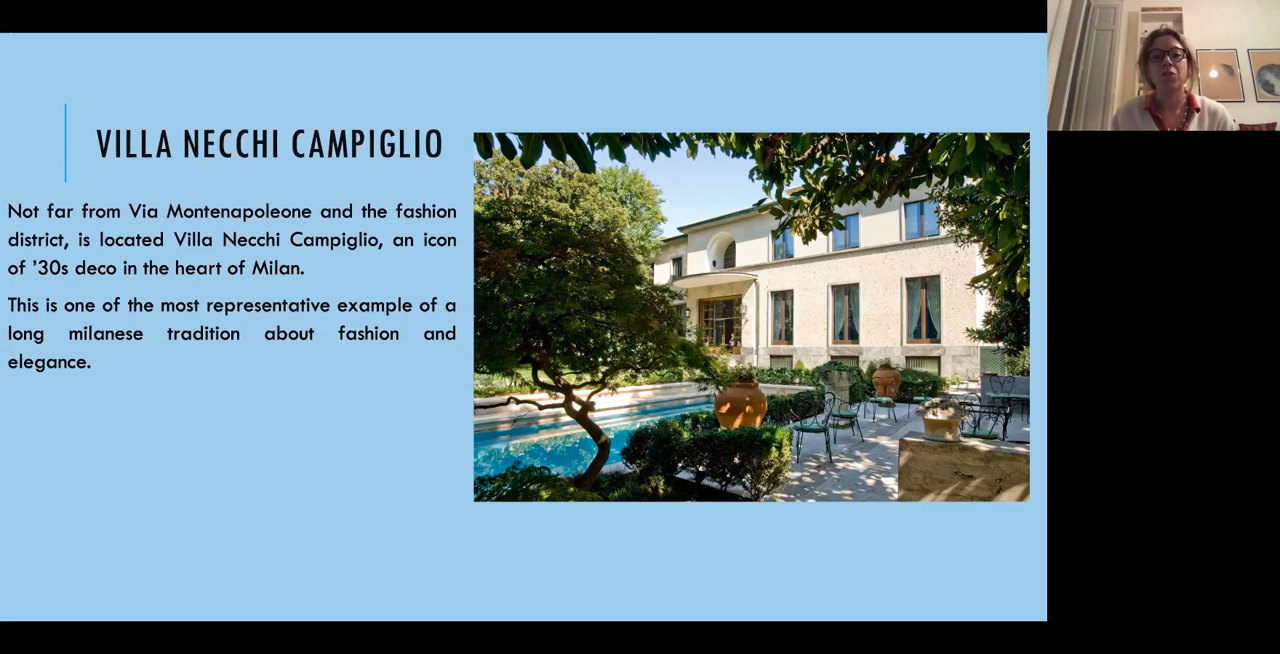 VILLA NECCHI CAMPIGLIO
Not far from Via Montenapoleone and the fashion
district, is located Villa Necchi Campiglio, an icon
of ’30s deco in the heart of Milan.
This is one of the most representative example of a
long milanese tradition about fashion and
elegance.